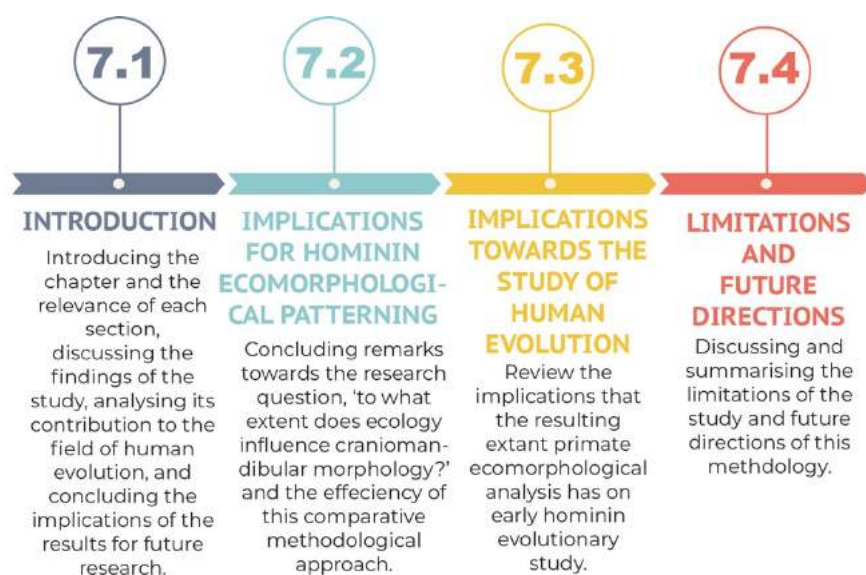 7.1
INTRODUCTION
Introducing the
chapter and the
relevance of each
section,
discussing the
findings of the
study, analysing its
contribution to the
field of human
evolution, and
concluding the
implications of the
results for future
research.
7.2
IMPLICATIONS
FOR HOMININ
ECOMORPHOLOGI-
CAL PATTERNING
Concluding remarks
towards the research
question, 'to what
extent does ecology
influence canioman-
dibular morphology?'
and the effeciency of
this comparative
methodological
approach.
7.3
IMPLICATIONS
TOWARDS THE
STUDY OF
HUMAN
EVOLUTION
Review the
implications that
the resulting
extant primate
ecomorphological
analysis has on
early hominin
evolutionary
study.
7.4
LIMITATIONS
AND
FUTURE
DIRECTIONS
Discussing and
summarising the
limitations of the
study and future
directions of this
methdology.